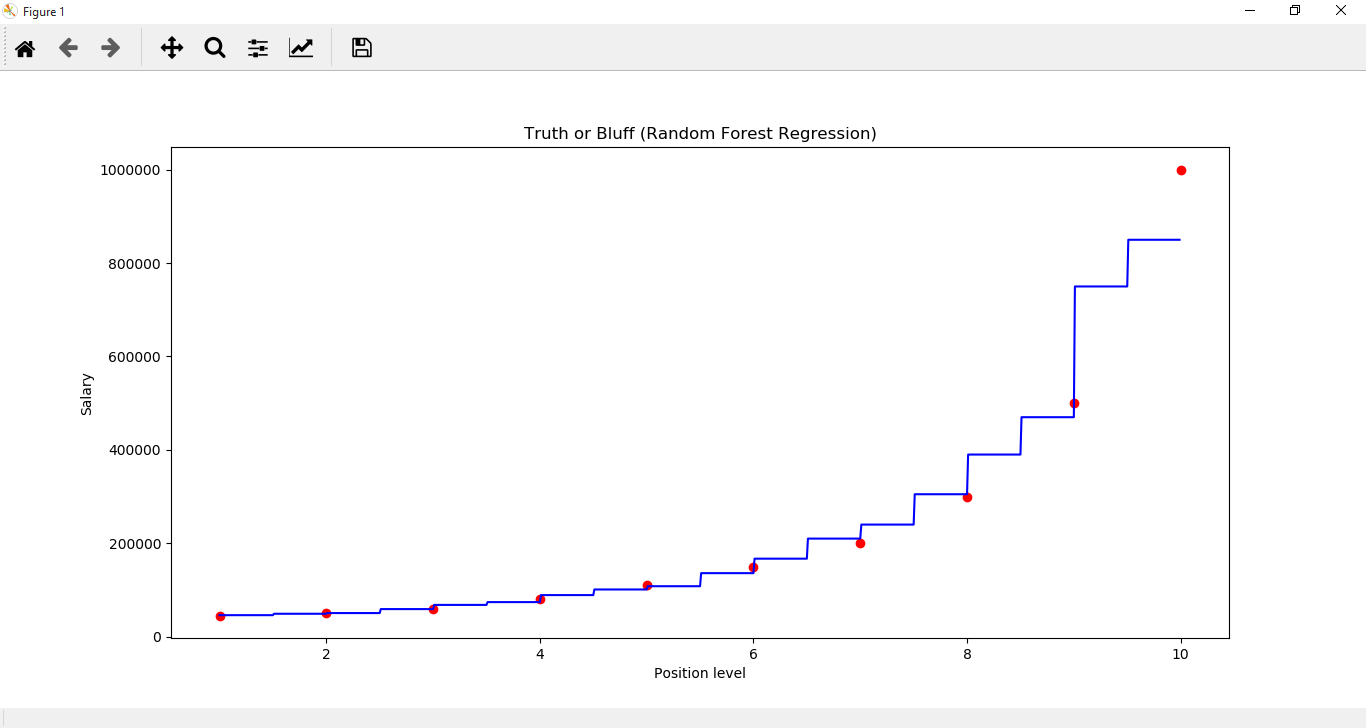 Figure 1
Truth or Bluff (Random Forest Regression)
1000000
800000
600000
400000
200000
0
Salary
2 4 6 8 10
Position level